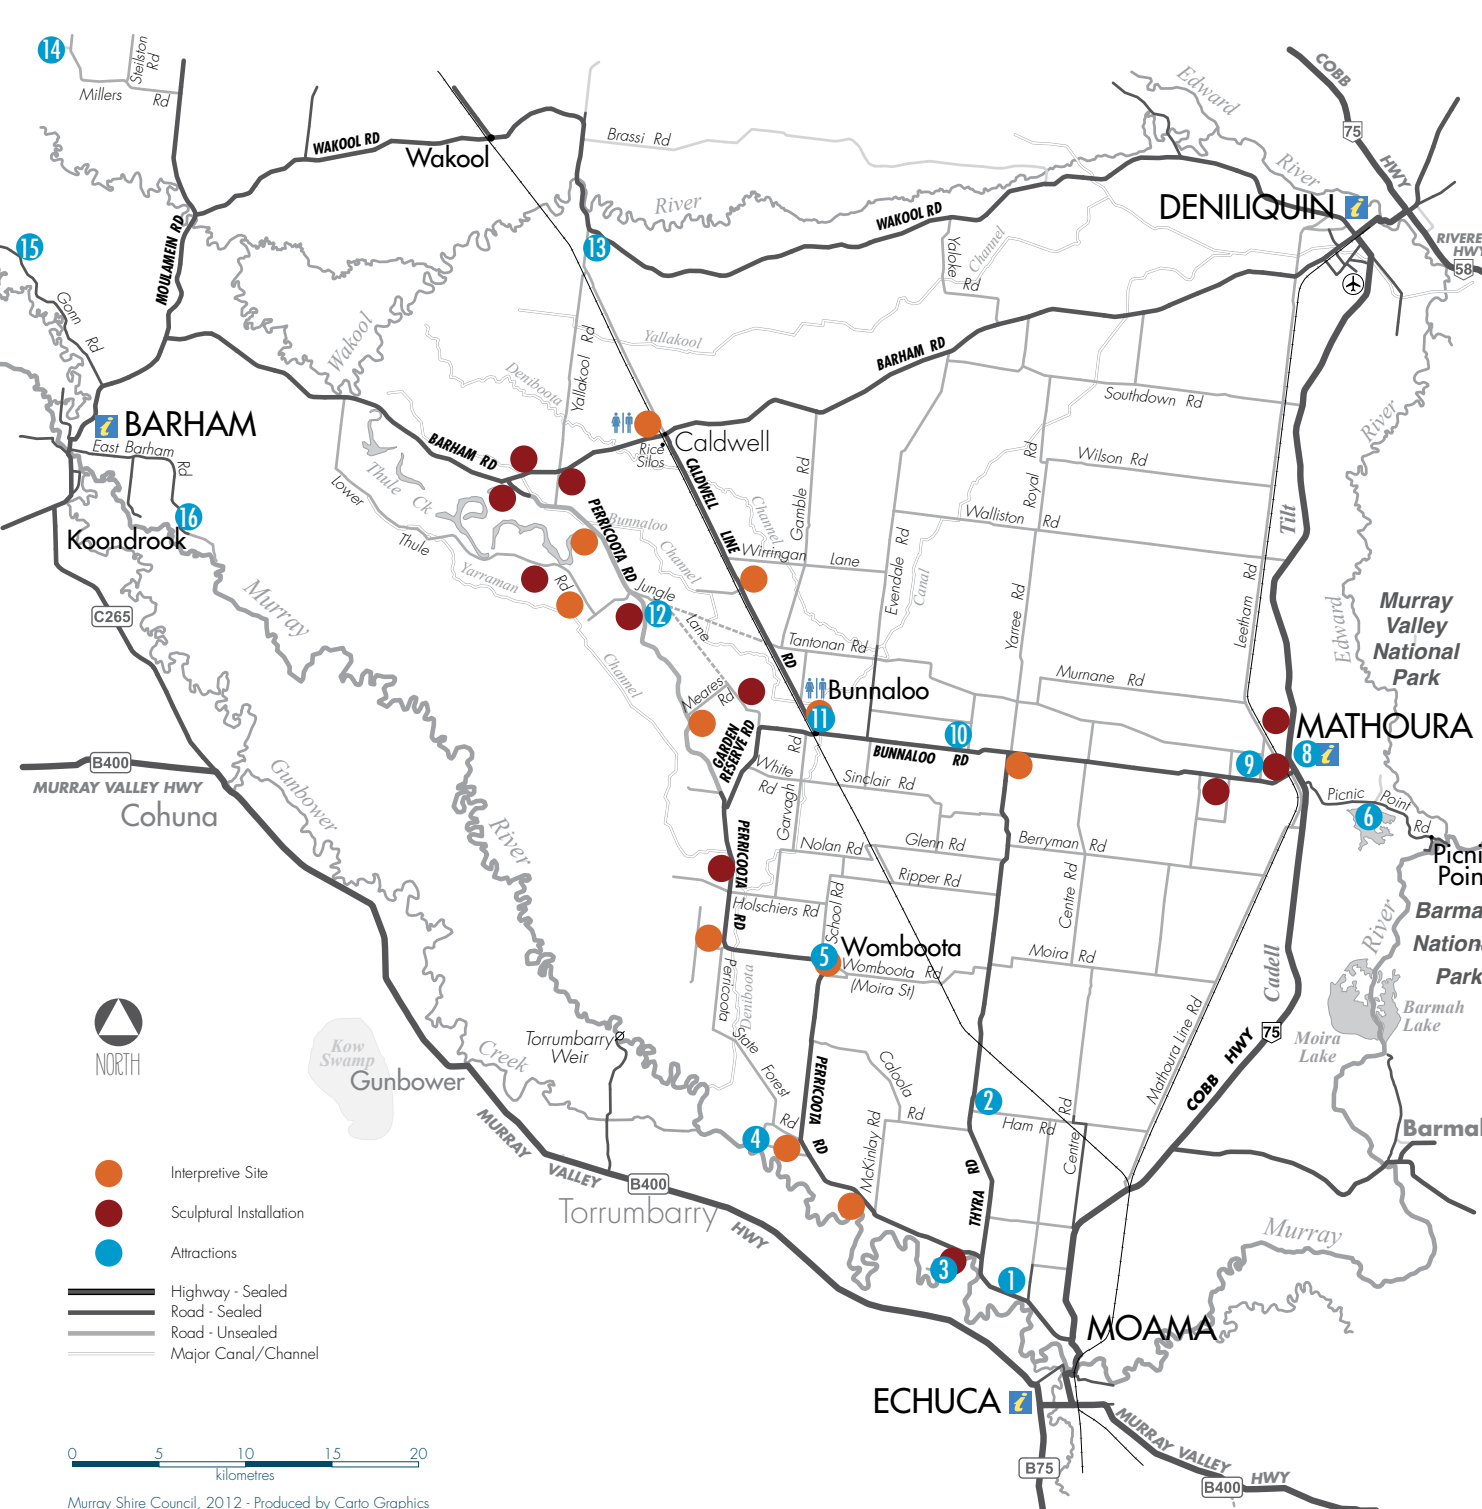 14
Steilston
Rd
Millers Rd
COBB
75
HWY
Edward
River
WAKOOL RD
Wakool
Brassi Rd
River
WAKOOL RD
DENILIQUIN
i
RIVERE
HWY
58
15
MOULAMEIN RD
13
Yaloke
Rd
Channel
Gonn Rd
Wakool
Yallakool
Yallakool Rd
BARHAM RD
Deniboota
Southdown Rd
River
i
BARHAM
East Barham
Rd
BARHAM RD
Caldwell
Rice
Silos
CALDWELL
LINE
RD
Wilson Rd
Royal Rd
Gamble Rd
Thule Ck
Lower
Thule
Rd
16
Koondrook
PERRICOOTA RD
Bunnaloo
Channel
Channel
Walliston Rd
Tilt
Wirringan Lane
Evendale Rd
Canal
Yarraman
Channel
Jungle
Lane
12
Yarree Rd
Leetham Rd
Edward
Murray
Valley
National
Park
C265
Murray
Tantonan Rd
Murnane Rd
Meares
Rd
Bunnaloo
11
10
BUNNALOO RD
MATHOURA
8
i
9
GARDEN
RESERVE RD
B400
MURRAY VALLEY HWY
Cohuna
Gunbower
White
Rd
Garvagh Rd
Sinclair Rd
Picnic Point
Rd
6
Picni
Poin
River
PERRICOOTA
RD
Nolan Rd
Glenn Rd
Berryman Rd
Ripper Rd
Centre Rd
Holschiers Rd
School Rd
Barma
Nation
Park
River
5
Womboota
Womboota Rd
(Moira St)
Moira Rd
Cadell
Perricoota
State
Forest
Rd
Deniboota
NORTH
Kow
Swamp
Gunbower
Creek
Torrumbarry
Weir
Mathoura Line Rd
75
COBB HWY
Moira
Lake
Barmah
Lake
Caloola
Rd
PERRICOOTA
RD
2
Ham Rd
Centre Rd
Barmah
4
McKinlay Rd
MURRAY
VALLEY
B400
HWY
Torrumbarry
RD
THYRA
Interpretive Site
Sculptural Installation
Attractions
Highway - Sealed
Road - Sealed
Road - Unsealed
Major Canal/Channel
Murray
3
1
MOAMA
ECHUCA
i
MURRAY VALLEY
HWY
B75
B400
0 5 10 15 20
kilometres
Murray Shire Council, 2012 - Produced by Carto Graphics